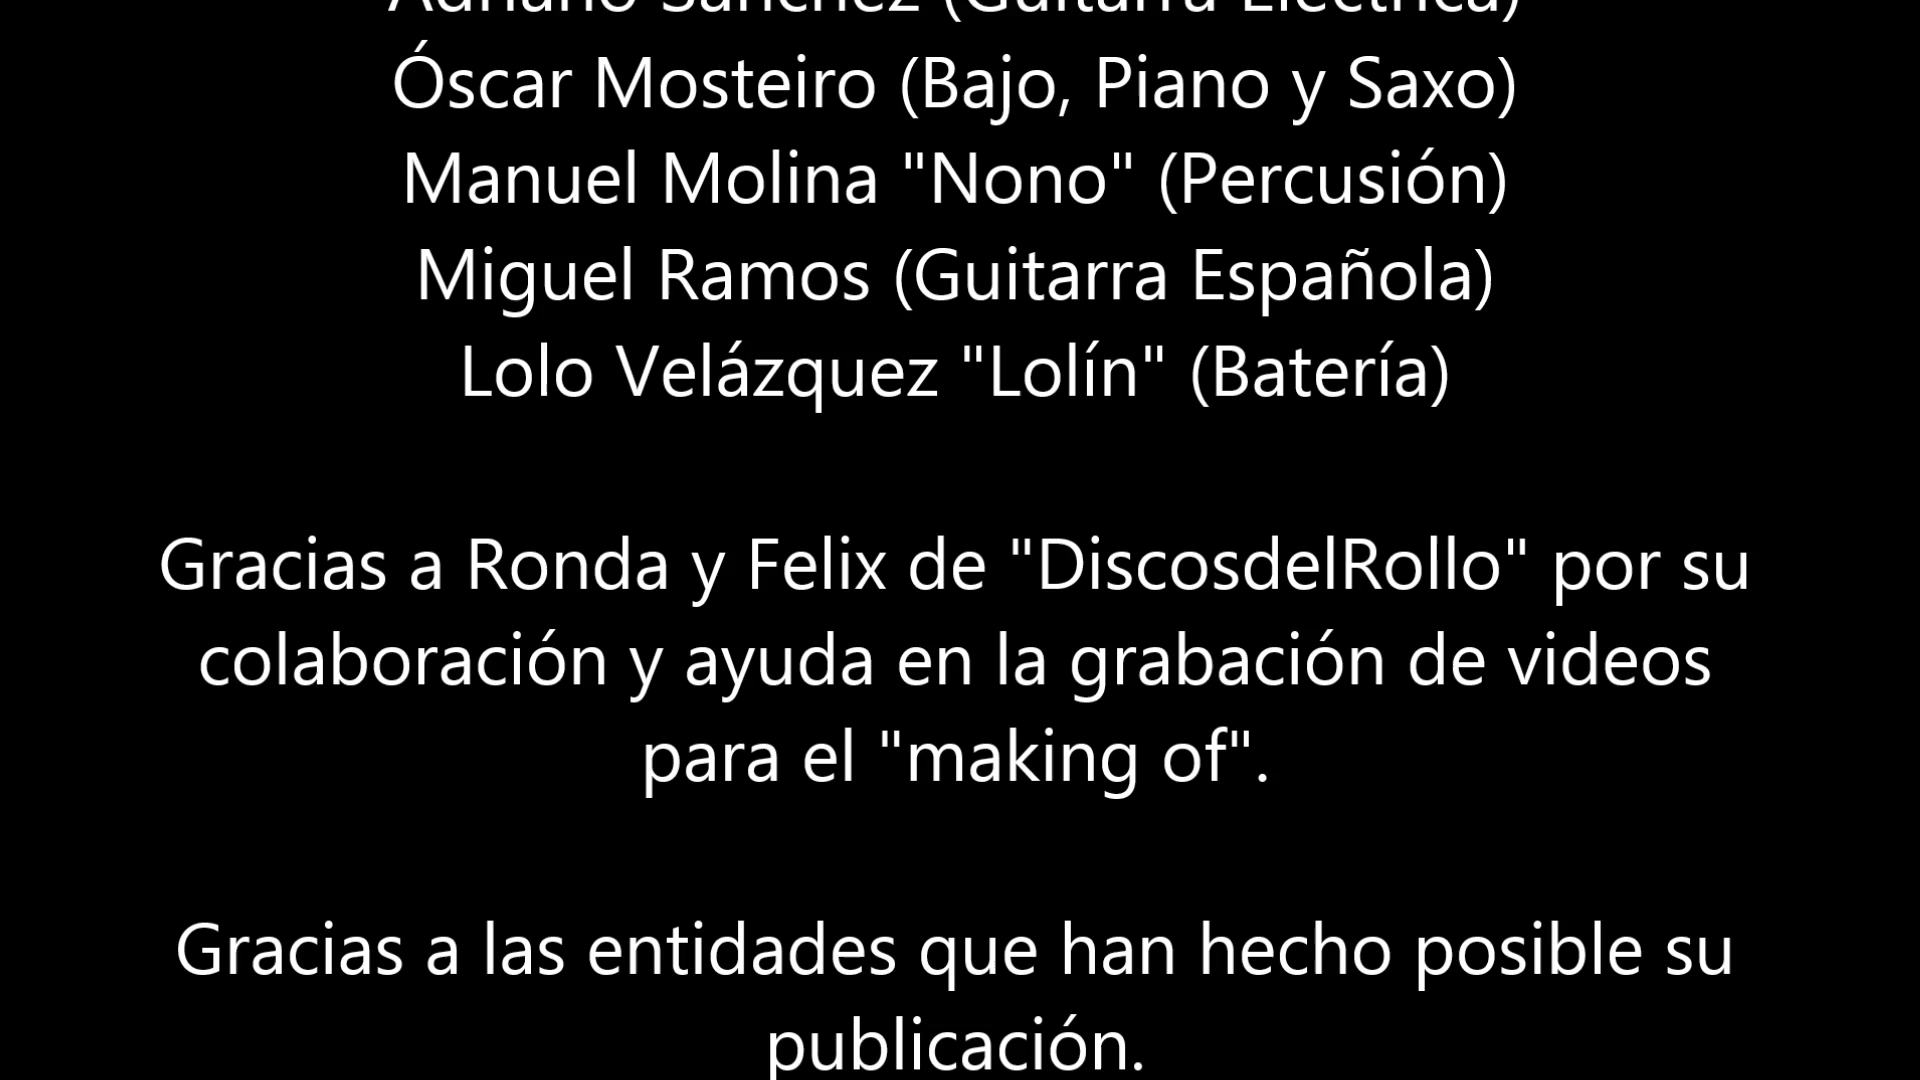 Adriano Sánchez (Guitarra Eléctrica)
Óscar Mosteiro (Bajo, Piano y Saxo)
Manuel Molina "Nono" (Percusión)
Miguel Ramos (Guitarra Española)
Lolo Velázquez "Lolín" (Batería)
Gracias a Ronda y Felix de "DiscosdelRollo" por su
colaboración y ayuda en la grabación de videos
para el "making of".
Gracias a las entidades que han hecho posible su
publicación.